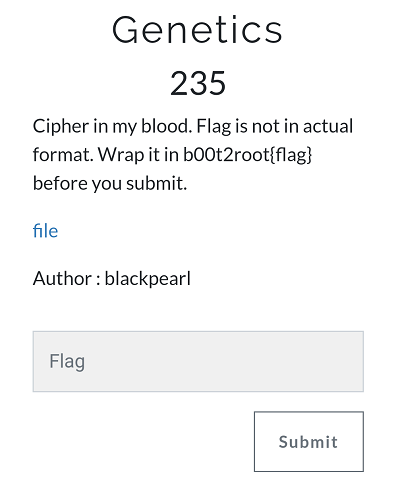 Genetics
235
Cipher in my blood. Flag is not in actual
format. Wrap it in b00t2root{flag}
before you submit.
file
Author : blackpearl
Flag
Submit